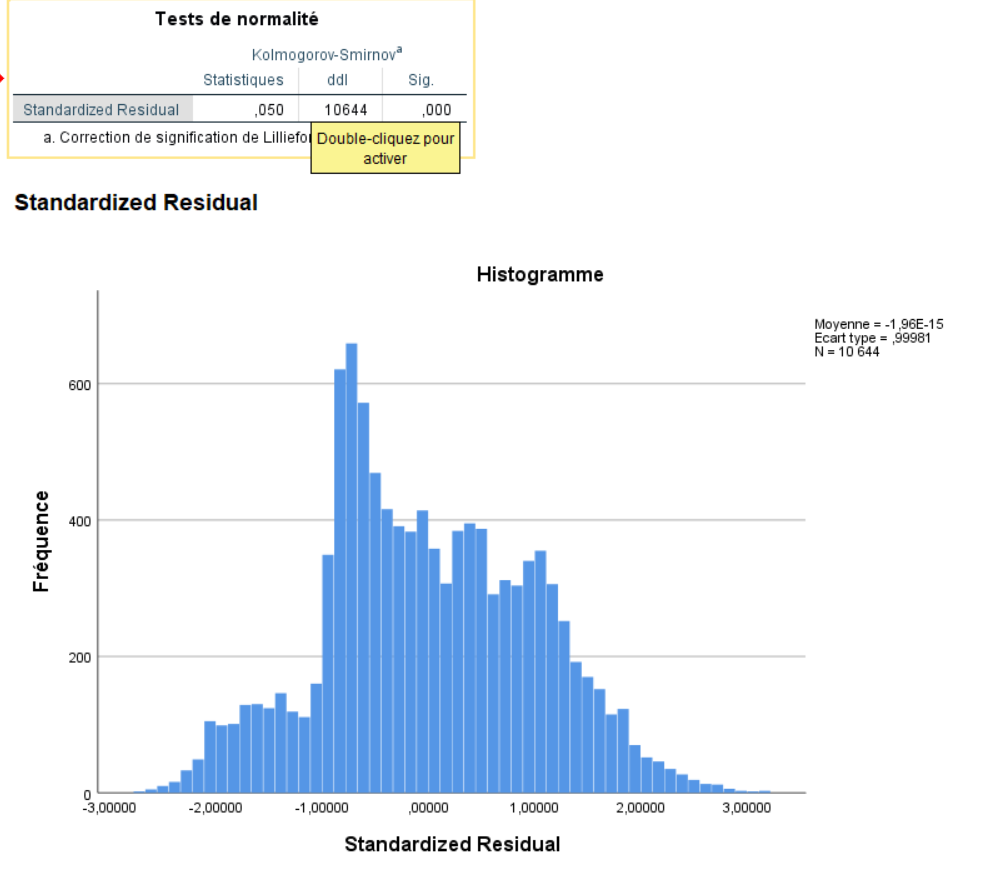 Tests de normalité
Kolmogorov-Smirnovª
Statistiques ddl Sig.
Standardized Residual ,050 10644 ,000
a. Correction de signification de
Double-cliquez pour
activer
Standardized Residual
Histogramme
Moyenne = -1,96E-15
Ecart type = ,99981
N = 10 644
Fréquence
600
400
200
0
-3,00000 -2,00000 -1,00000 ,00000 1,00000 2,00000 3,00000
Standardized Residual